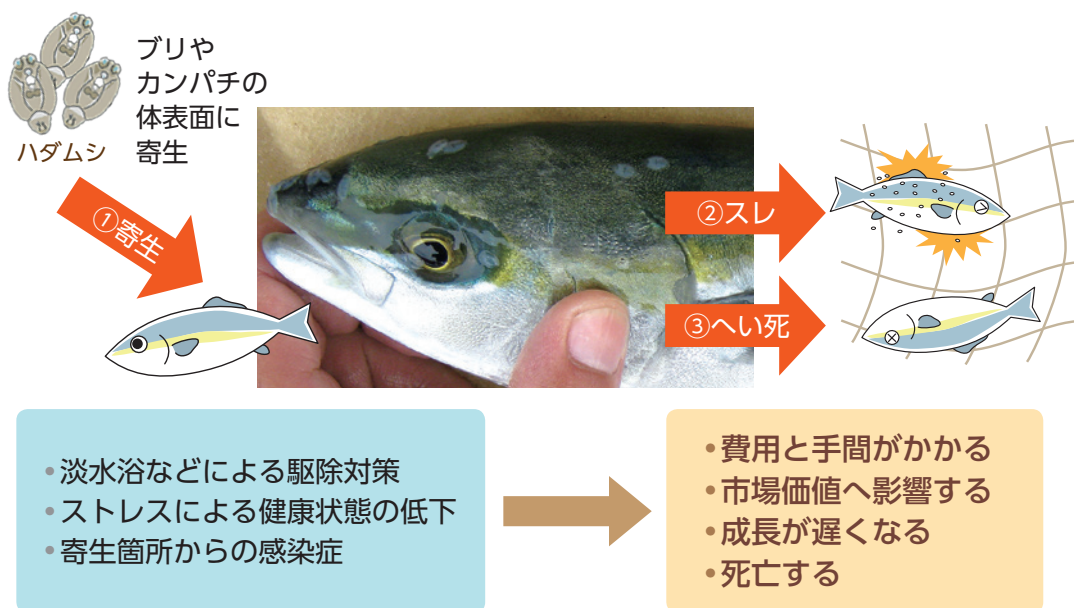 ブリや
カンパチの
体表面に
寄生
ハダムシ
①寄生
②スレ
③へい死
•淡水浴などによる駆除対策
•ストレスによる健康状態の低下
•寄生箇所からの感染症
•費用と手間がかかる
•市場価値へ影響する
•成長が遅くなる
•死亡する